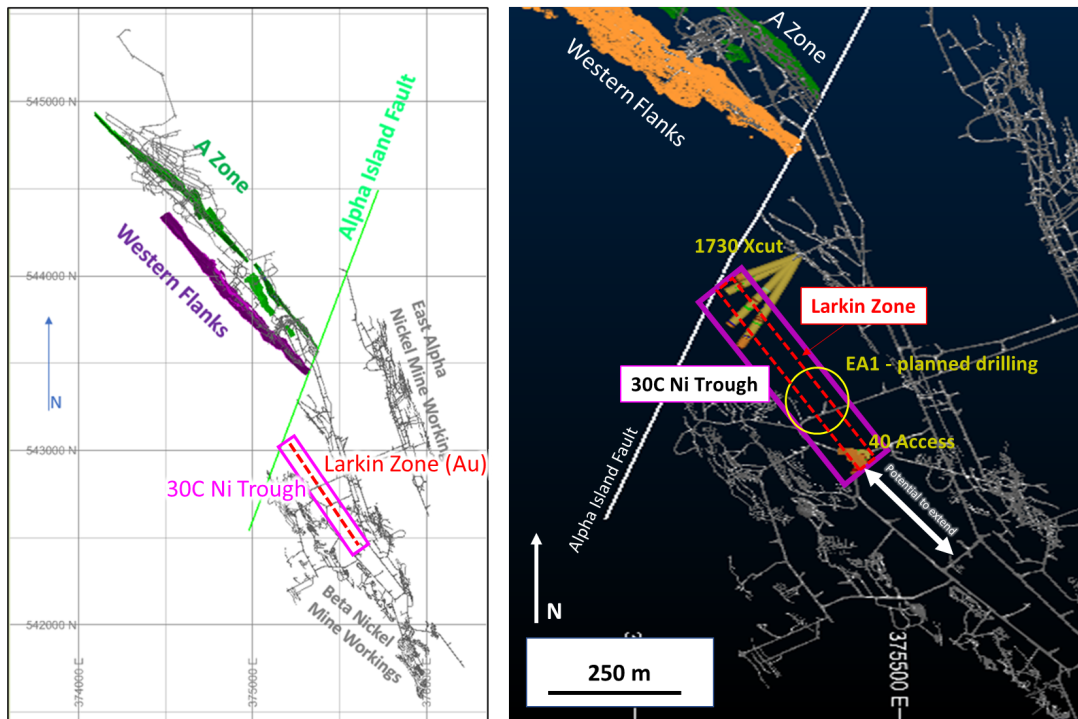 545000 N
544000 N
543000 N
542000 N
374000 E
375000 E
A Zone
Western Flanks
Alpha Island Fault
N
East Alpha
Nickel Mine Workings
Larkin Zone (Au)
30C Ni Trough
Beta Nickel
Mine Workings
A Zone
Western Flanks
1730 Xcut
Larkin Zone
EA1 - planned drilling
30C Ni Trough
40 Access
Potential to extend
Alpha Island Fault
N
250 m
375500 E